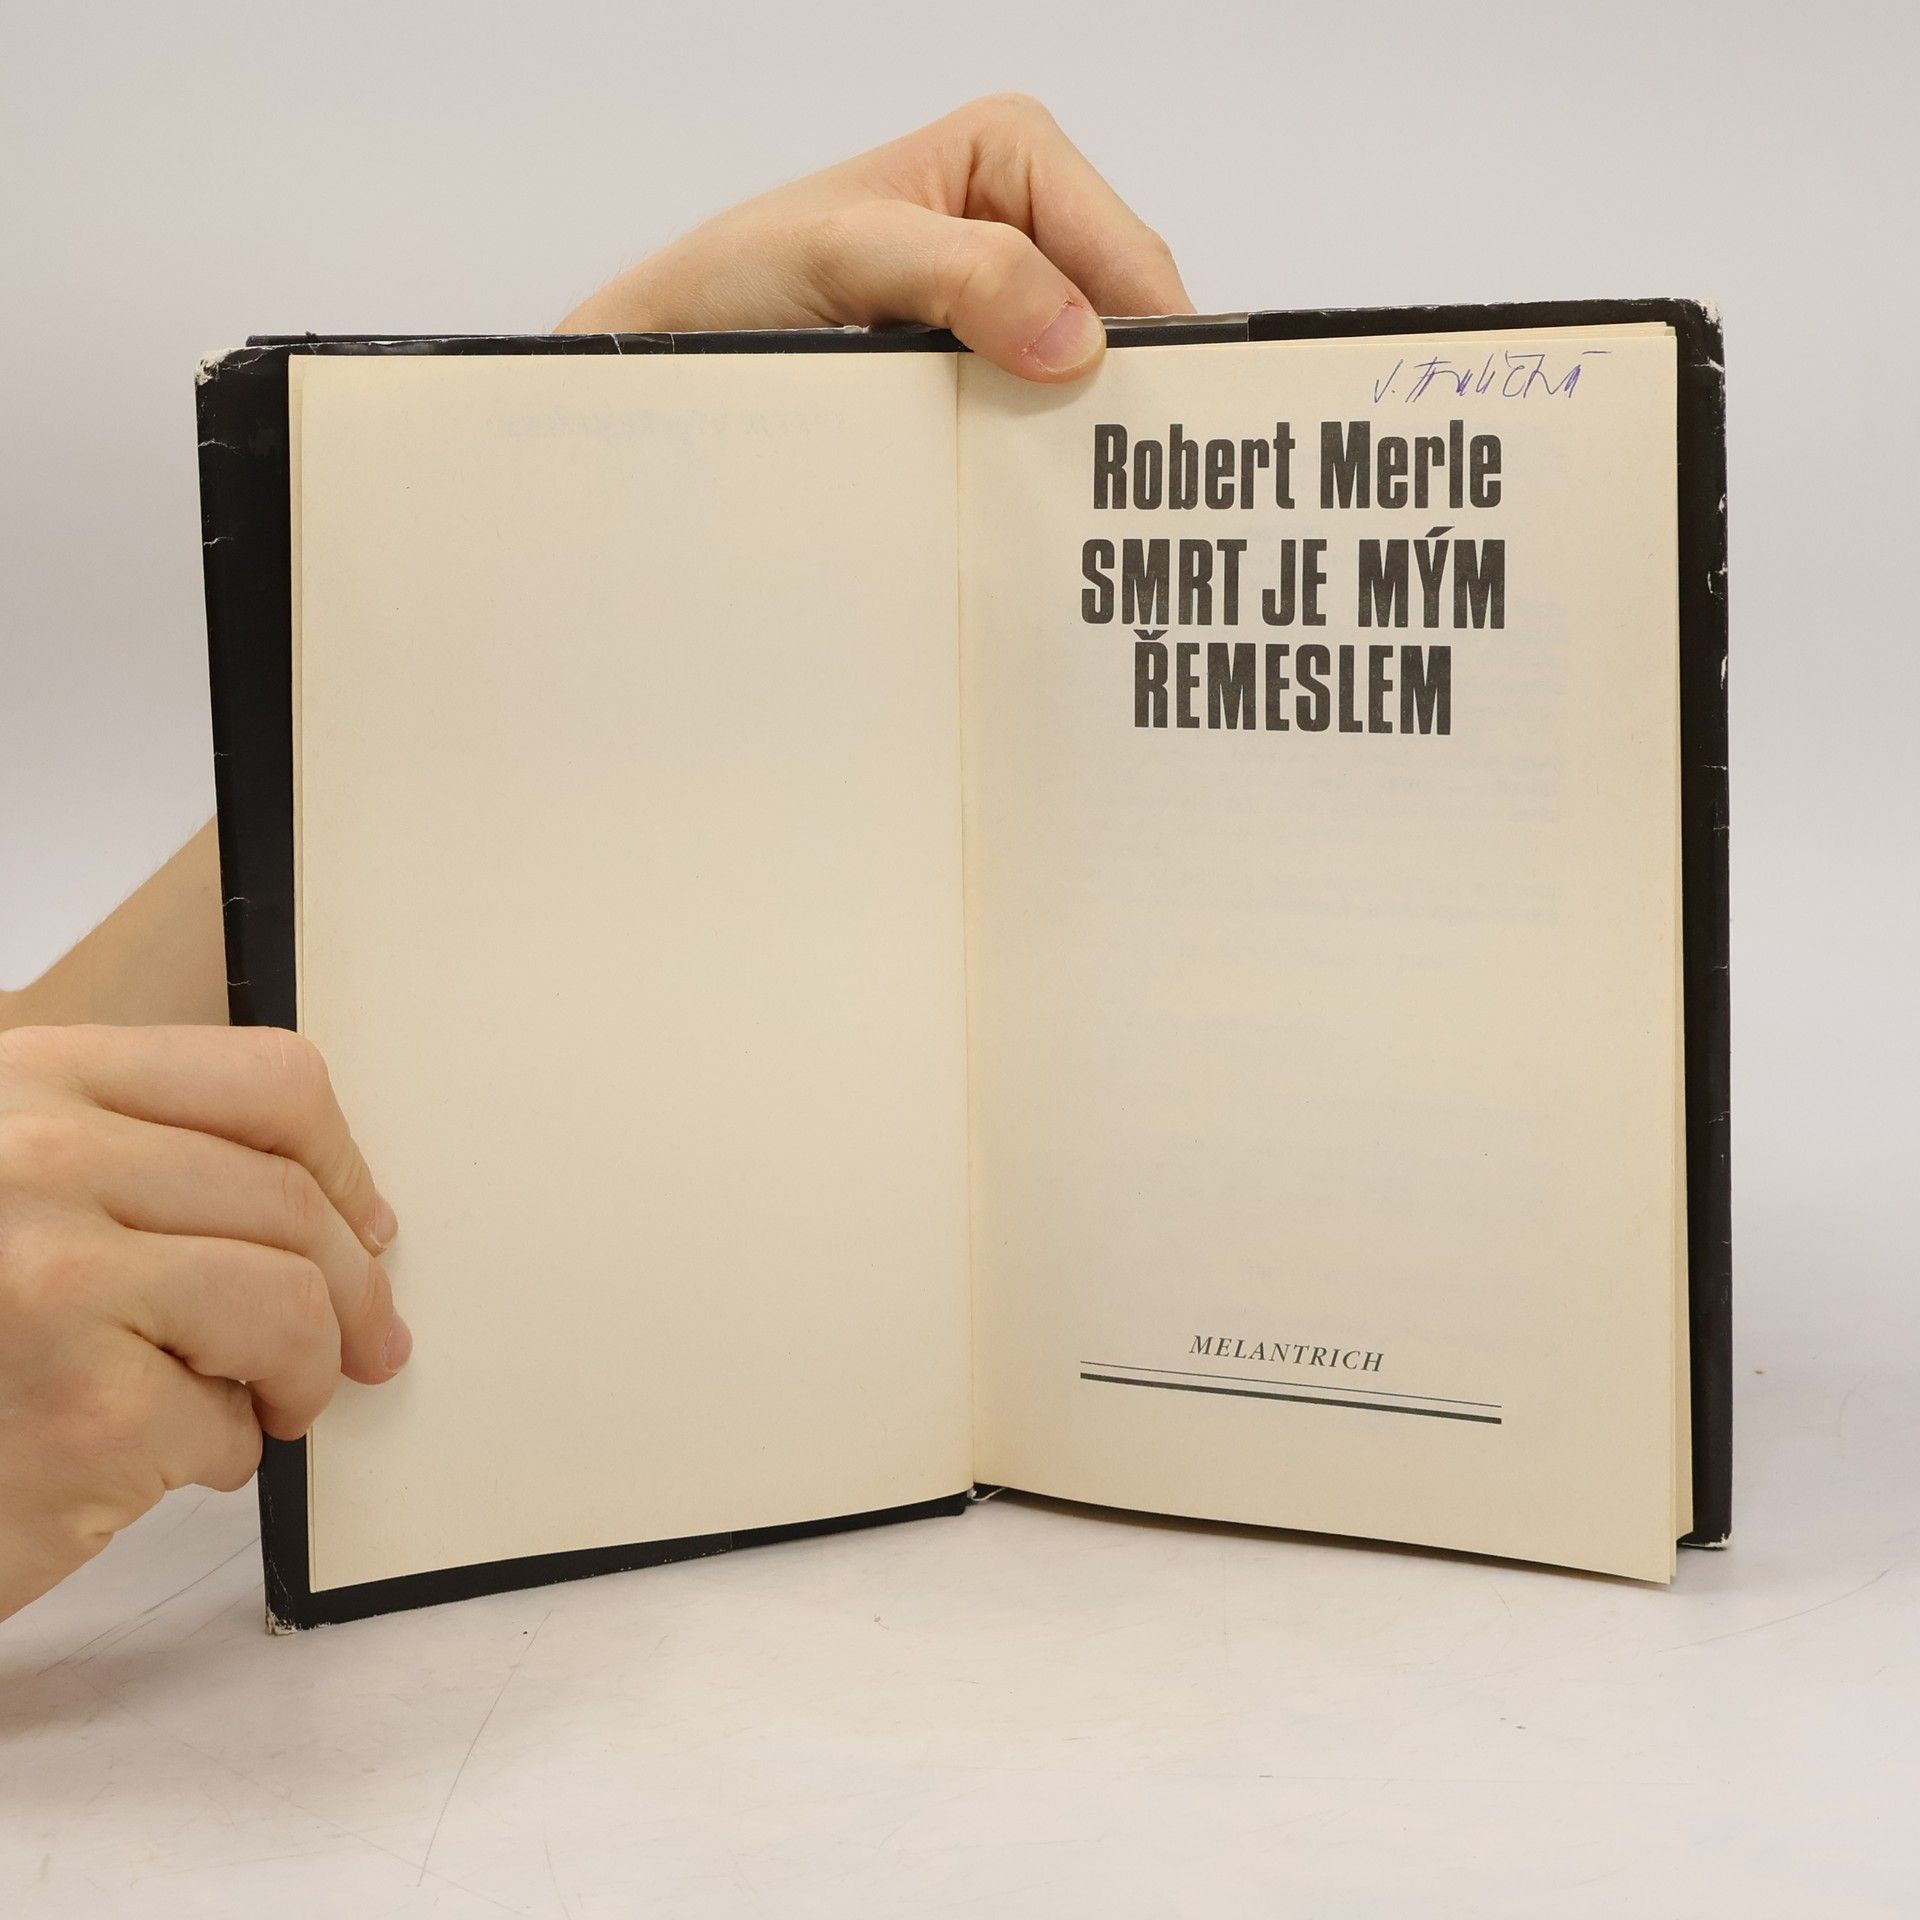 Robert Merle
SMRT JE MÝM
ŘEMESLEM
MELANTRICH